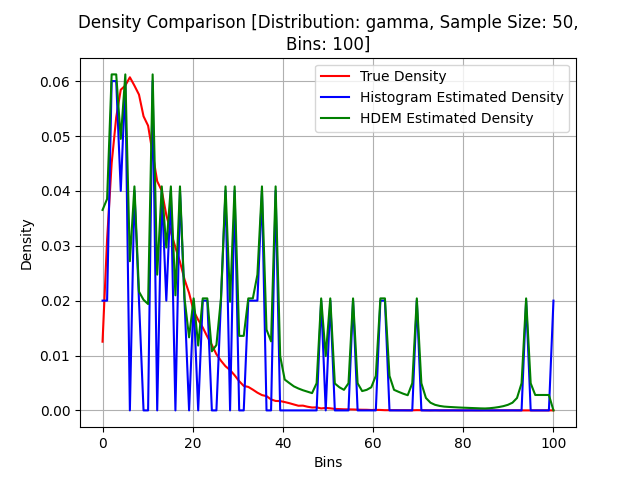 Density Comparison [Distribution: gamma, Sample Size: 50,
Bins: 100]
True Density
Histogram Estimated Density
HDEM Estimated Density
Density
0.06
0.05
0.04
0.03
0.02
0.01
0.00
0 20 40 60 80 100
Bins